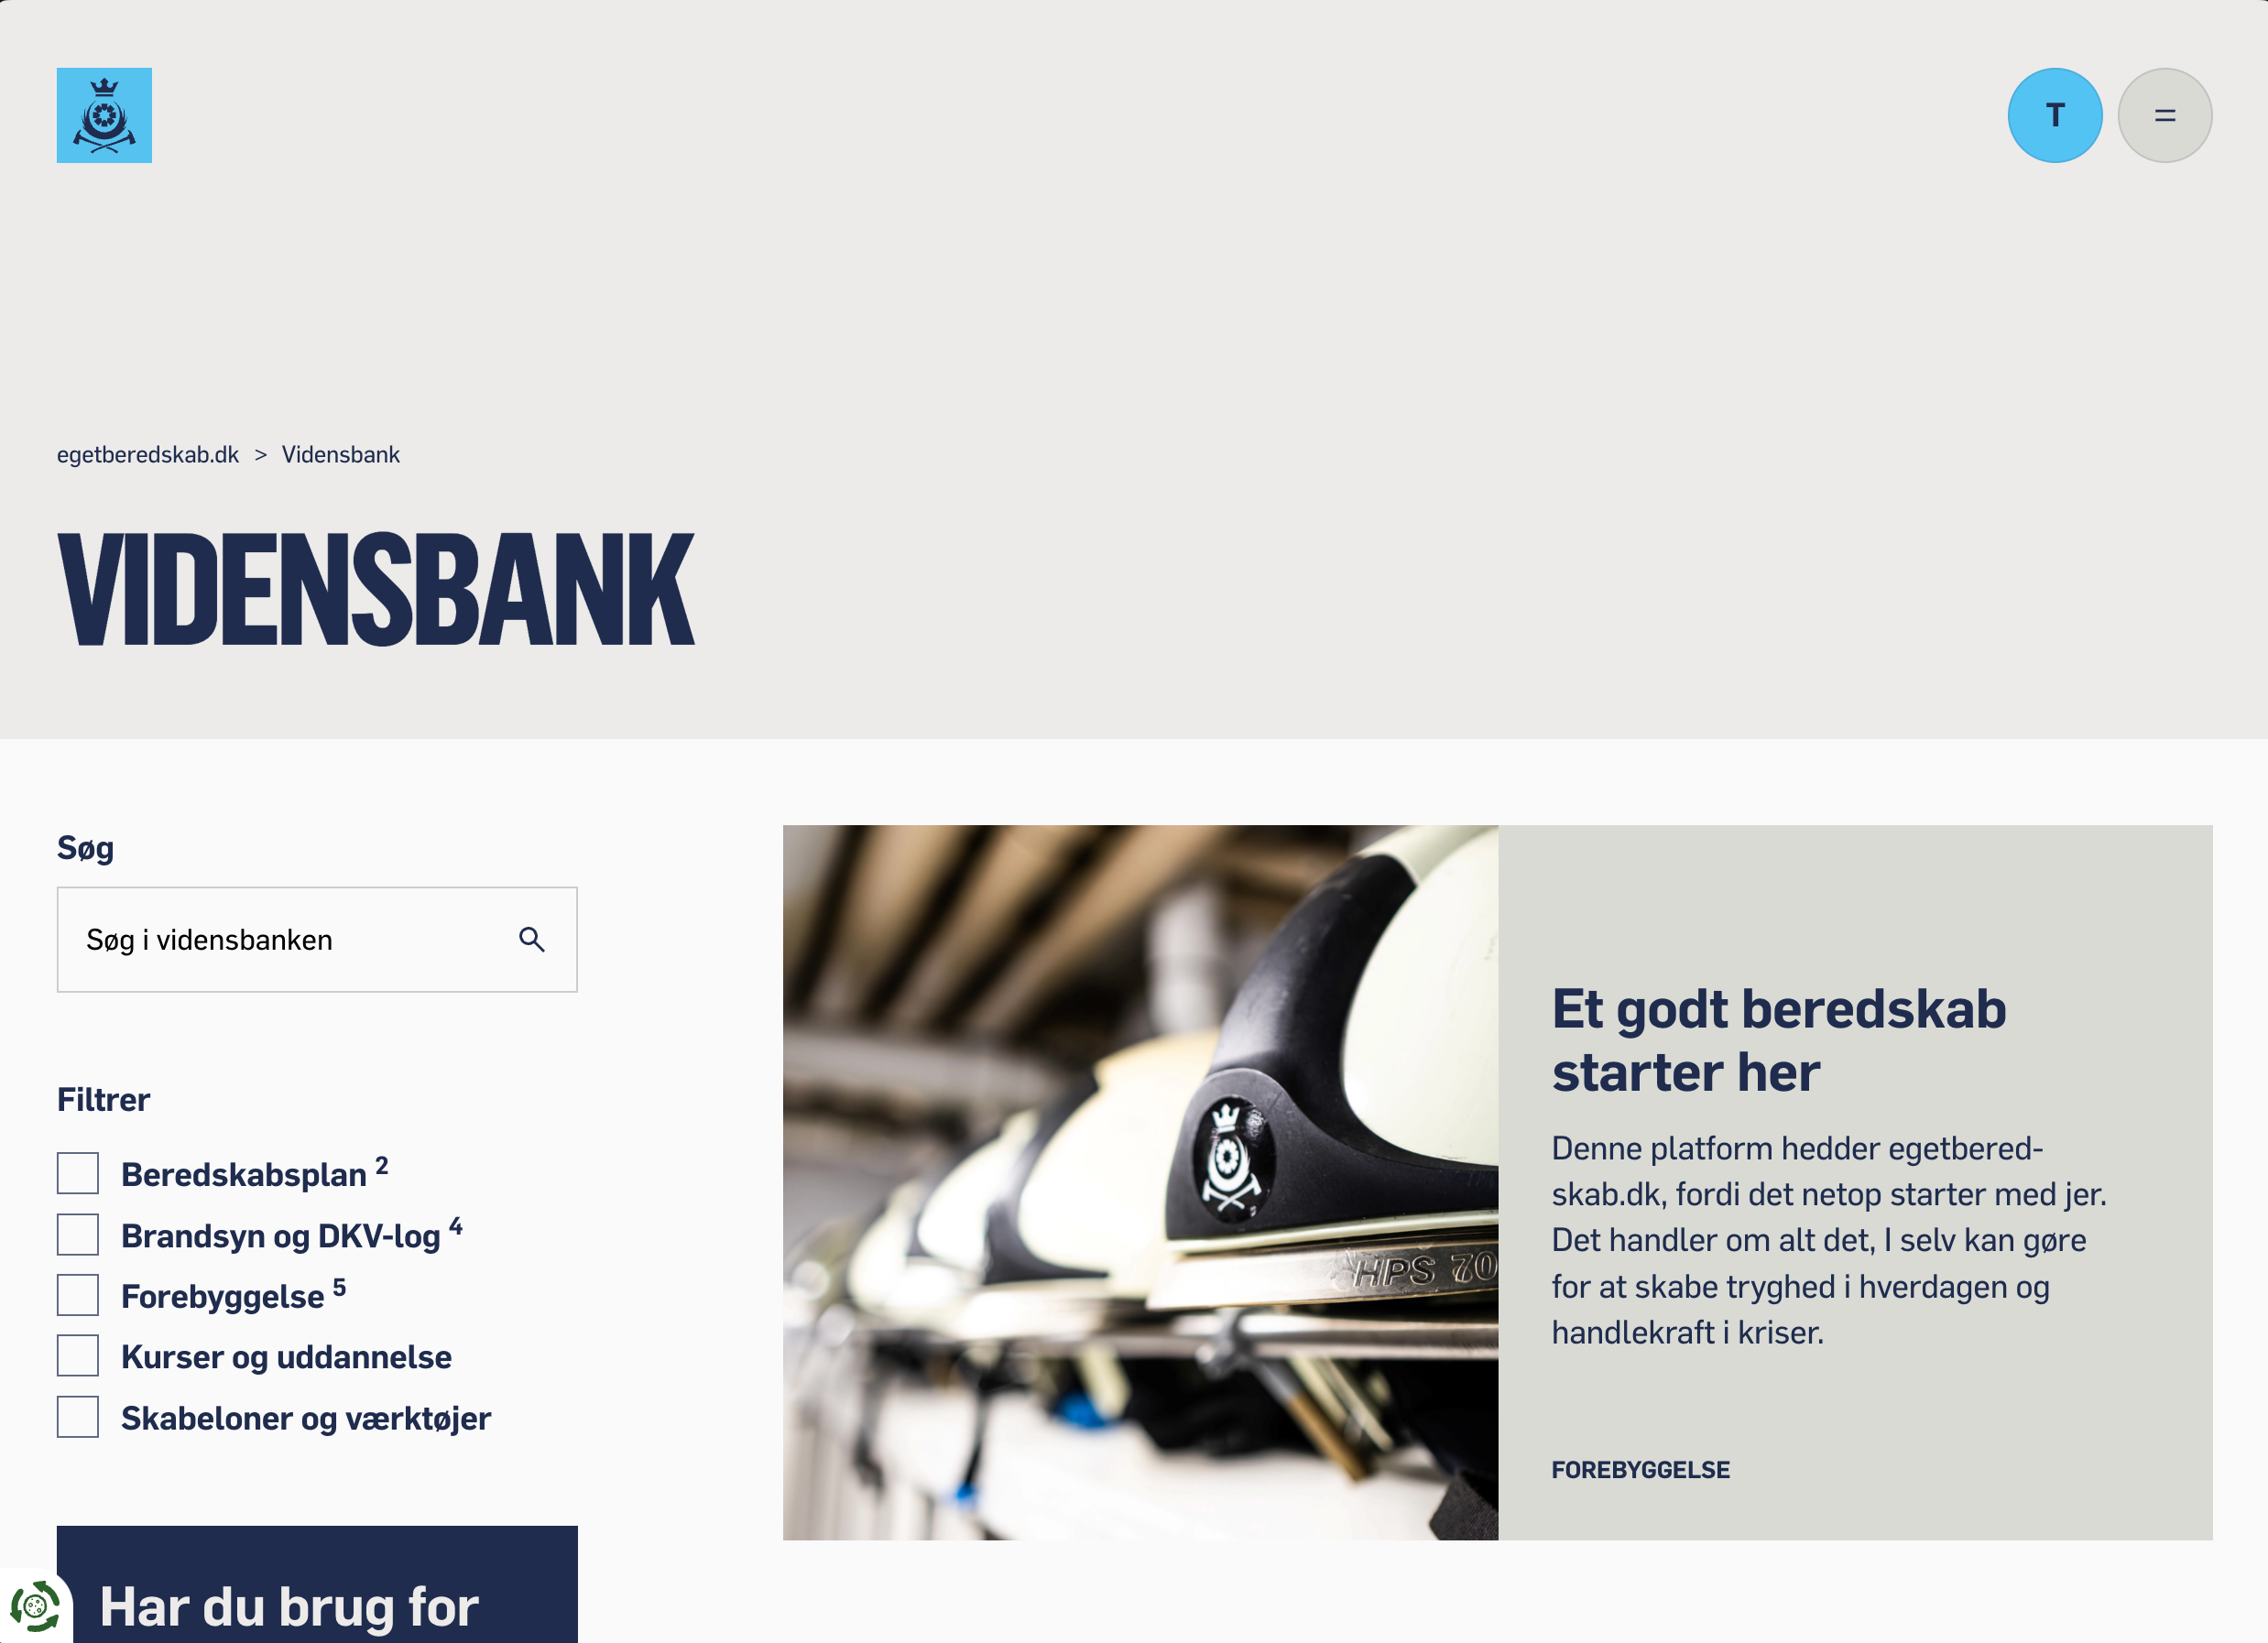 T
egetberedskab.dk > Vidensbank
VIDENSBANK
Søg
Søg i vidensbanken
Filtrer
Beredskabsplan 2
Brandsyn og DKV-log 4
Forebyggelse 5
Kurser og uddannelse
Skabeloner og værktøjer
Har du brug for
HPS 70
Et godt beredskab
starter her
Denne platform hedder egetbered-
skab.dk, fordi det netop starter med jer.
Det handler om alt det, I selv kan gøre
for at skabe tryghed i hverdagen og
handlekraft i kriser.
FOREBYGGELSE